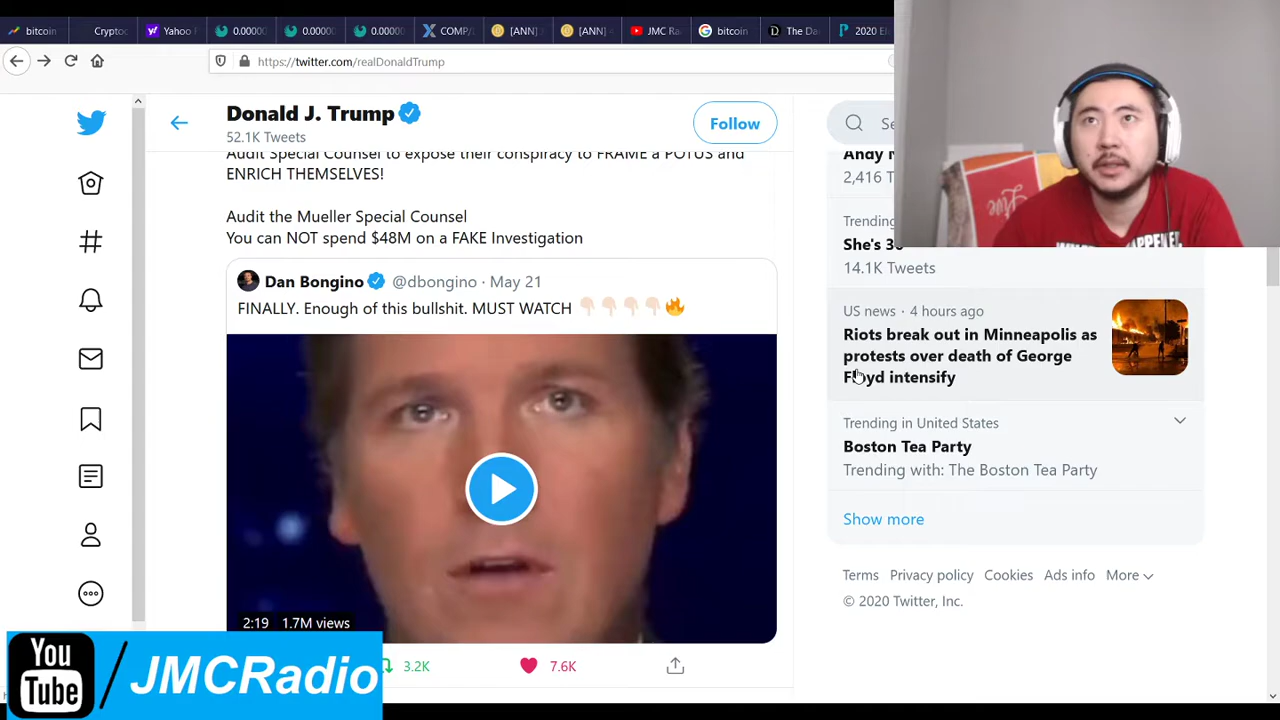 bitcoin
Cryptoc
Yahoo
0.0000
0.0000
0.0000
COMP/
[ANN]
[ANN]
JMC Ra
bitcoin
The Da
2020 El
https://twitter.com/realDonaldTrump
Donald J. Trump
52.1K Tweets
Follow
Audit Special Counsel to expose their conspiracy to FRAME a POTUS and
ENRICH THEMSELVES!
Audit the Mueller Special Counsel
You can NOT spend $48M on a FAKE Investigation
Dan Bongino @dbongino · May 21
FINALLY. Enough of this bullshit. MUST WATCH 👇🏻👇🏻👇🏻👇🏻🔥
2:19 1.7M views
3.2K 7.6K
Se
Andy
2,416 T
Trending
She's
14.1K Tweets
US news · 4 hours ago
Riots break out in Minneapolis as
protests over death of George
Floyd intensify
Trending in United States
Boston Tea Party
Trending with: The Boston Tea Party
Show more
Terms Privacy policy Cookies Ads info More
© 2020 Twitter, Inc.
You
Tube
/JMCRadio